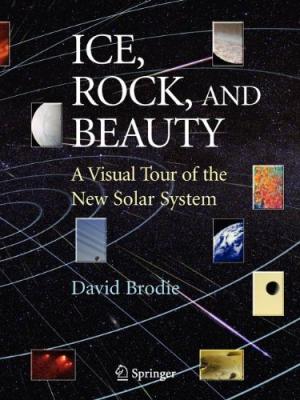 ICE,
ROCK, AND
BEAUTY
A Visual Tour of the
New Solar System
David Brodie
Springer